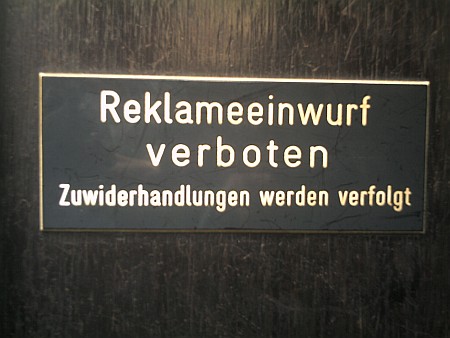 Reklameeinwurf
verboten
Zuwiderhandlungen werden verfolgt